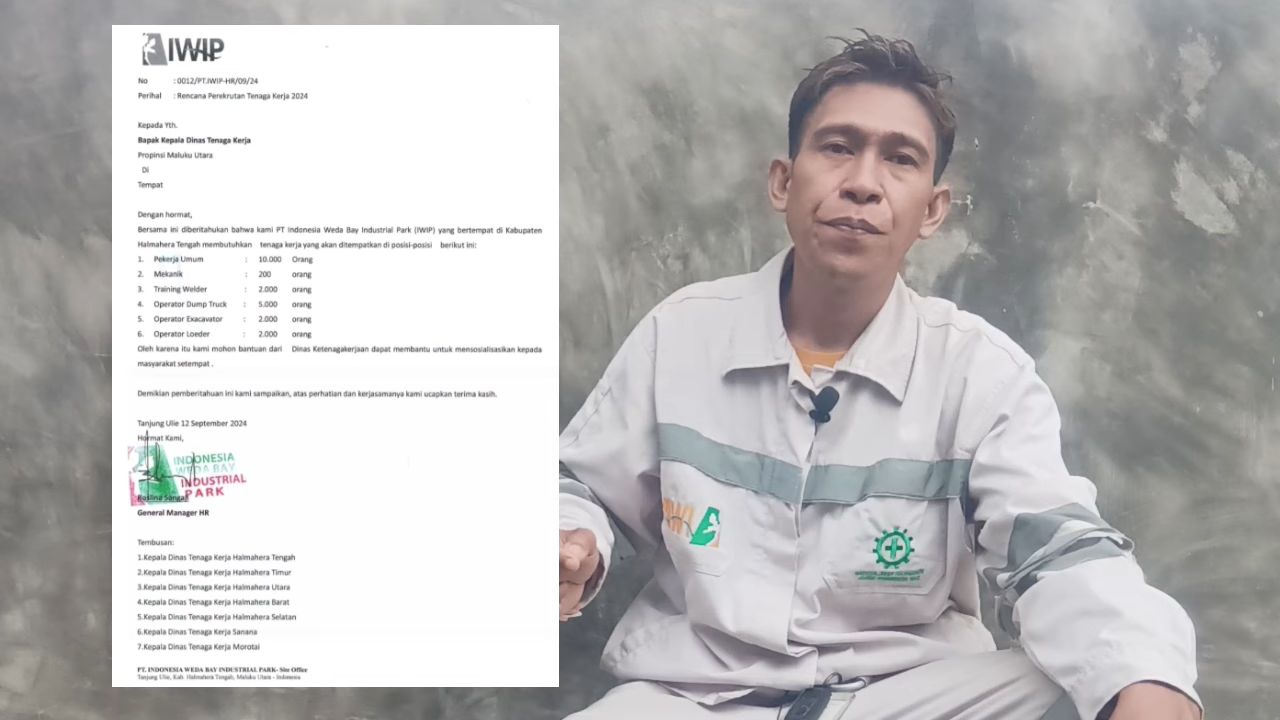 IWIP
No : 0012/PT.IWIP-HR/09/24
Perihal : Rencana Perekrutan Tenaga Kerja 2024
Kepada Yth.
Bapak Kepala Dinas Tenaga Kerja
Propinsi Maluku Utara
Di
Tempat
Dengan hormat,
Bersama ini diberitahukan bahwa kami PT Indonesia Weda Bay Industrial Park (IWIP) yang bertempat di Kabupaten
Halmahera Tengah membutuhkan tenaga kerja yang akan ditempatkan di posisi-posisi berikut ini:
1. Pekerja Umum : 10.000 Orang
2. Mekanik : 200 orang
3. Training Welder : 2.000 orang
4. Operator Dump Truck : 5.000 orang
5. Operator Exacavator : 2.000 orang
6. Operator Loeder : 2.000 orang
Oleh karena itu kami mohon bantuan dari Dinas Ketenagakerjaan dapat membantu untuk mensosialisasikan kepada
masyarakat setempat .
Demikian pemberitahuan ini kami sampaikan, atas perhatian dan kerjasamanya kami ucapkan terima kasih.
Tanjung Ulie 12 September 2024
Hormat Kami,
INDONESIA
WEDA BAY
INDUSTRIAL
PARK
Roslina Sangaji
General Manager HR
Tembusan:
1.Kepala Dinas Tenaga Kerja Halmahera Tengah
2.Kepala Dinas Tenaga Kerja Halmahera Timur
3.Kepala Dinas Tenaga Kerja Halmahera Utara
4.Kepala Dinas Tenaga Kerja Halmahera Barat
5.Kepala Dinas Tenaga Kerja Halmahera Selatan
6.Kepala Dinas Tenaga Kerja Sanana
7.Kepala Dinas Tenaga Kerja Morotai
PT. INDONESIA WEDA BAY INDUSTRIAL PARK- Site Office
Tanjung Ulie, Kab. Halmahera Tengah, Maluku Utara - Indonesia